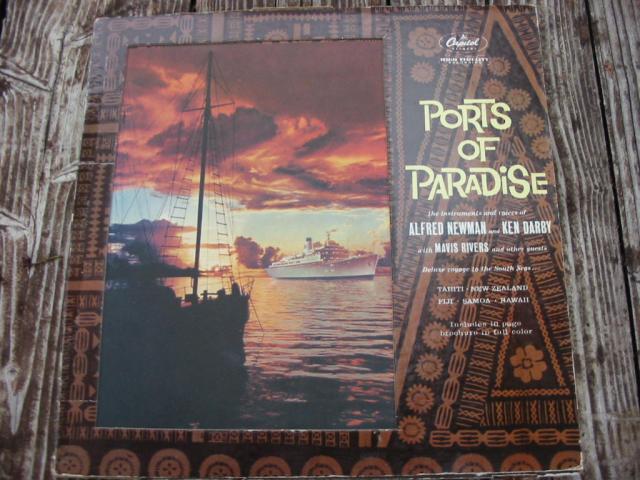 Capitol
HIGH FIDELITY
PORTS
OF
PARADiSE
the instruments and voices of
ALFRED NEWMAN and KEN DARBY
with MAVIS RIVERS and other guests
Deluxe voyage to the South Seas...
TAHITI • NEW ZEALAND
FIJI • SAMOA • HAWAII
Includes 10 page
brochure in full color